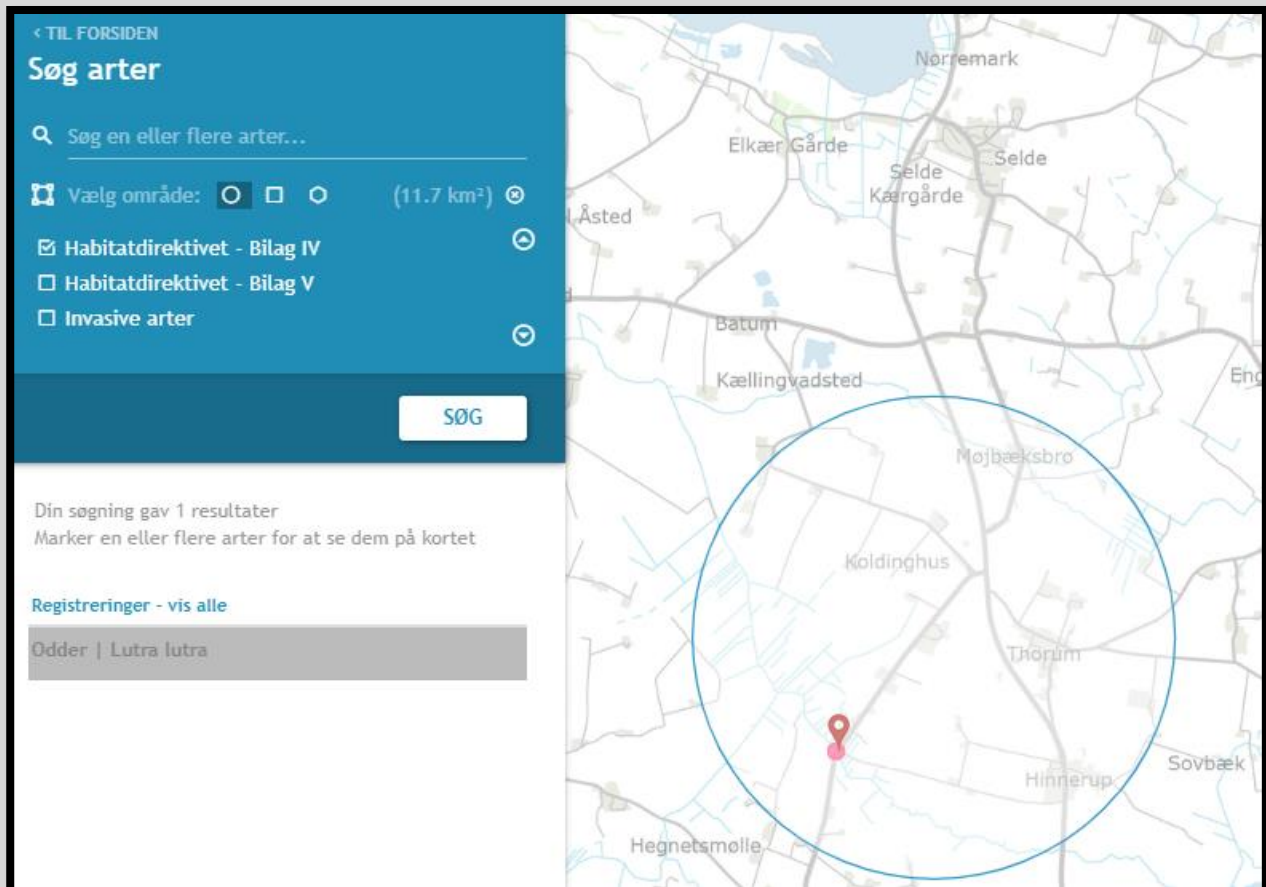 < TIL FORSIDEN
Søg arter
Søg en eller flere arter...
Vælg område:
(11.7 km²)
Habitatdirektivet - Bilag IV
Habitatdirektivet - Bilag V
Invasive arter
SØG
Din søgning gav 1 resultater
Marker en eller flere arter for at se dem på kortet
Registreringer - vis alle
Odder | Lutra lutra
Nørremark
Elkær Gårde
Selde
Selde
Kærgårde
Åsted
Batum
Kællingvadsted
Eng
Møjbæksbro
Koldinghus
Thorum
Sovbæk
Hinnerup
Hegnetsmølle